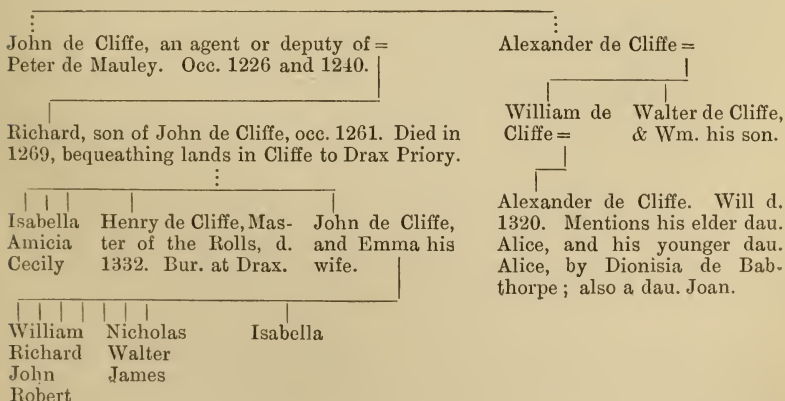 John de Cliffe, an agent or deputy of =
Peter de Mauley. Occ. 1226 and 1240.
Alexander de Cliffe =
Richard, son of John de Cliffe, occ. 1261. Died in
1269, bequeathing lands in Cliffe to Drax Priory.
William de
Cliffe =
Walter de Cliffe,
& Wm. his son.
Isabella
Amicia
Cecily
Henry de Cliffe, Mas-
ter of the Rolls, d.
1332. Bur. at Drax.
John de Cliffe,
and Emma his
wife.
Alexander de Cliffe. Will d.
1320. Mentions his elder dau.
Alice, and his younger dau.
Alice, by Dionisia de Bab-
thorpe; also a dau. Joan.
William
Richard
John
Robert
Nicholas
Walter
James
Isabella